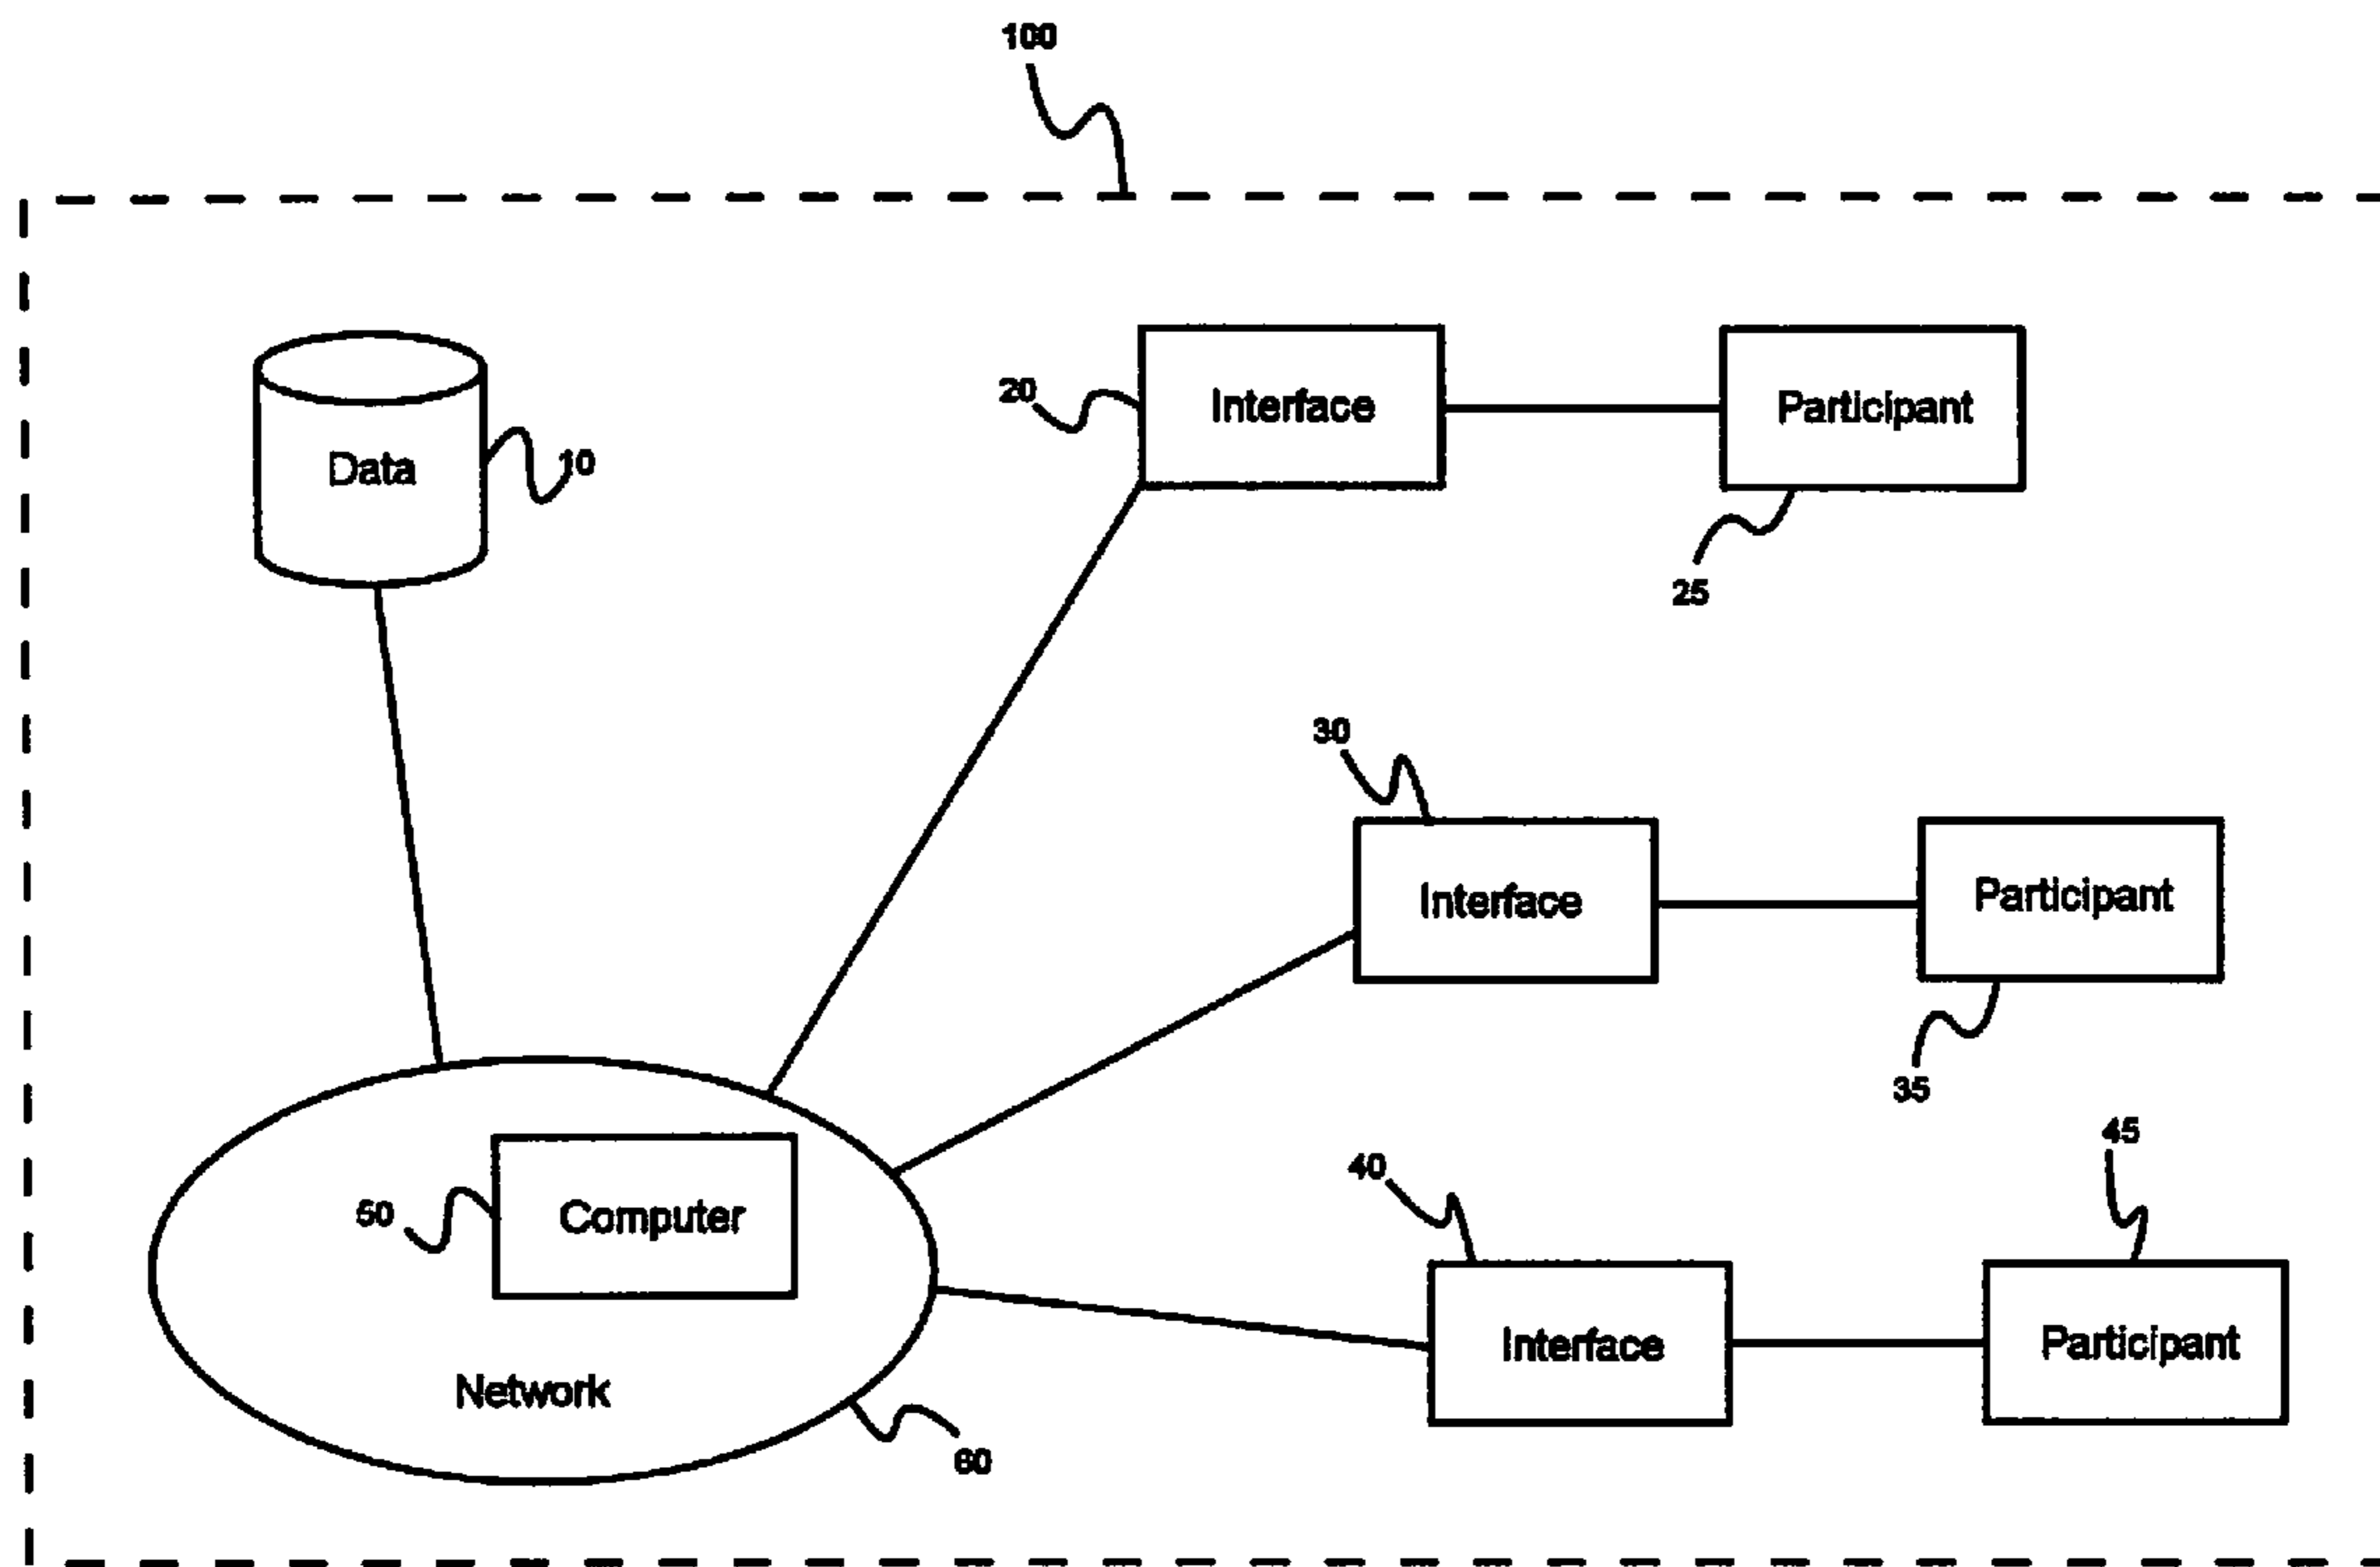 100
20
Interface
Participant
Data
10
25
30
Interface
Participant
35
45
40
50
Computer
Interface
Participant
Network
60